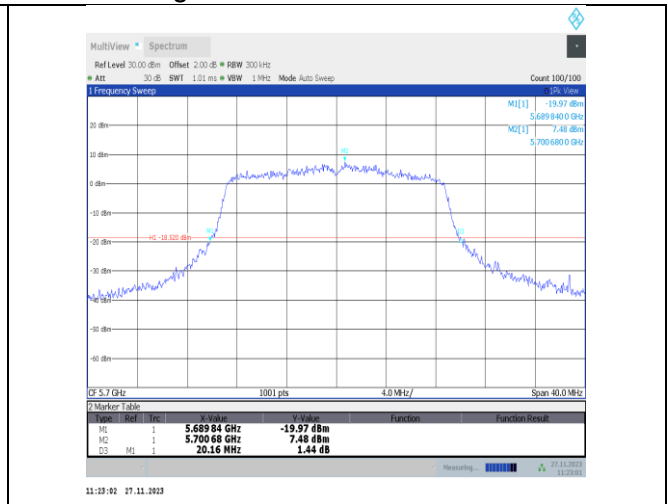 MultiView Spectrum
Ref Level 30.00 dBm Offset 2.00 dB RBW 300 kHz
Att 30 dB SWT 1.01 ms VBW 1 MHz Mode Auto Sweep Count 100/100
1 Frequency Sweep 1Pk View
M1[1] -19.97 dBm
5.6898400 GHz
M2[1] 7.48 dBm
5.7006800 GHz
20 dBm
M2
10 dBm
0 dBm
-10 dBm
M1 D3
H1 -18.520 dBm
-20 dBm
-30 dBm
-40 dBm
-50 dBm
-60 dBm
CF 5.7 GHz 1001 pts 4.0 MHz/ Span 40.0 MHz
2 Marker Table
Type Ref Trc X-Value Y-Value Function Function Result
M1 1 5.689 84 GHz -19.97 dBm
M2 1 5.700 68 GHz 7.48 dBm
D3 M1 1 20.16 MHz 1.44 dB
Measuring... 27.11.2023
11:23:01
11:23:02 27.11.2023